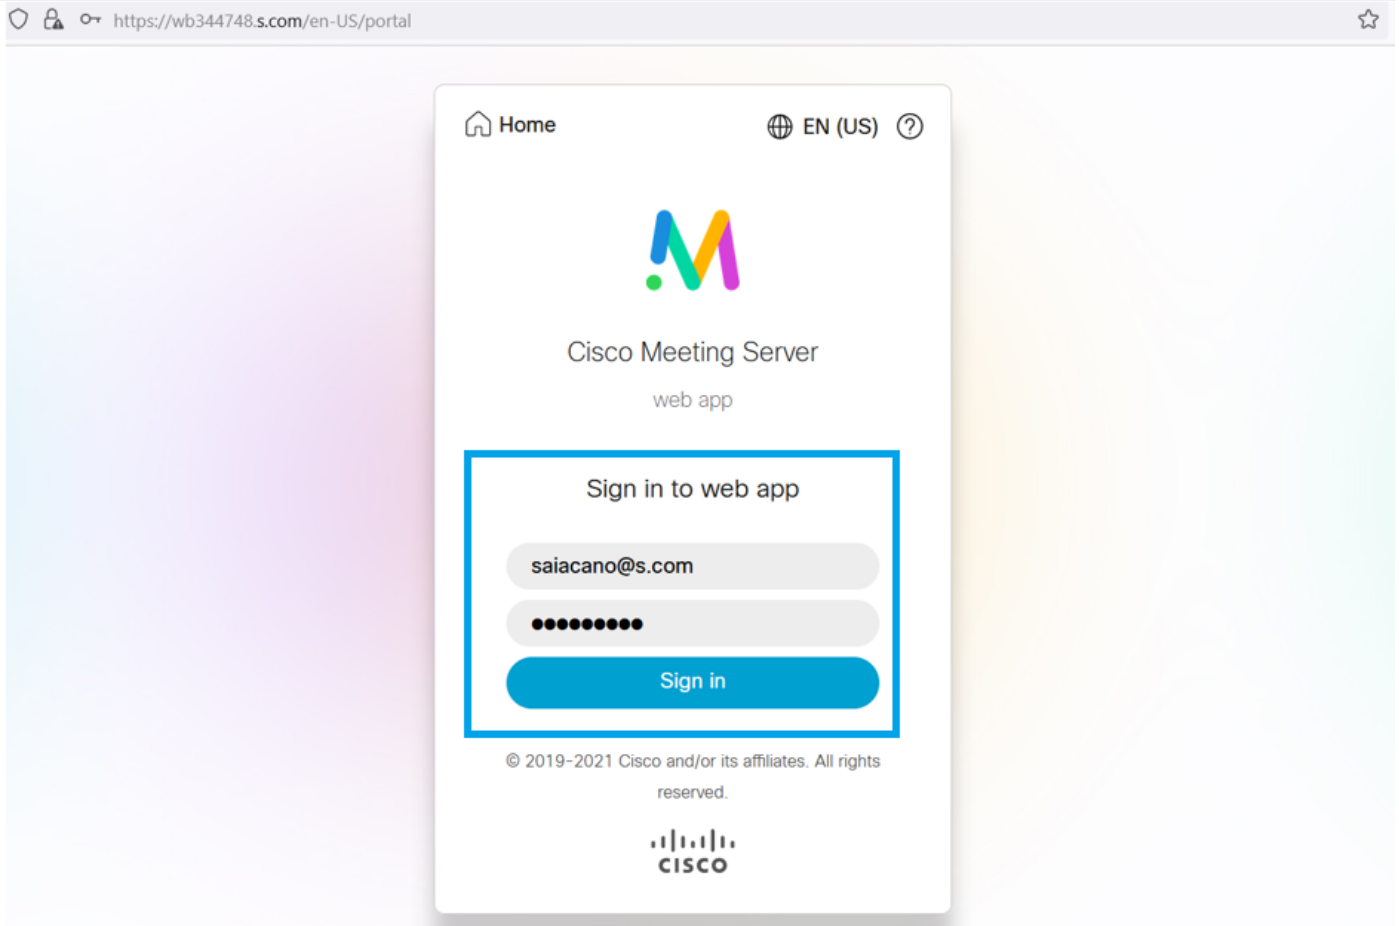 https://wb344748.s.com/en-US/portal
Home
EN (US)
Cisco Meeting Server
web app
Sign in to web app
saiacano@s.com
●●●●●●●●●
Sign in
© 2019-2021 Cisco and/or its affiliates. All rights
reserved.
CISCO